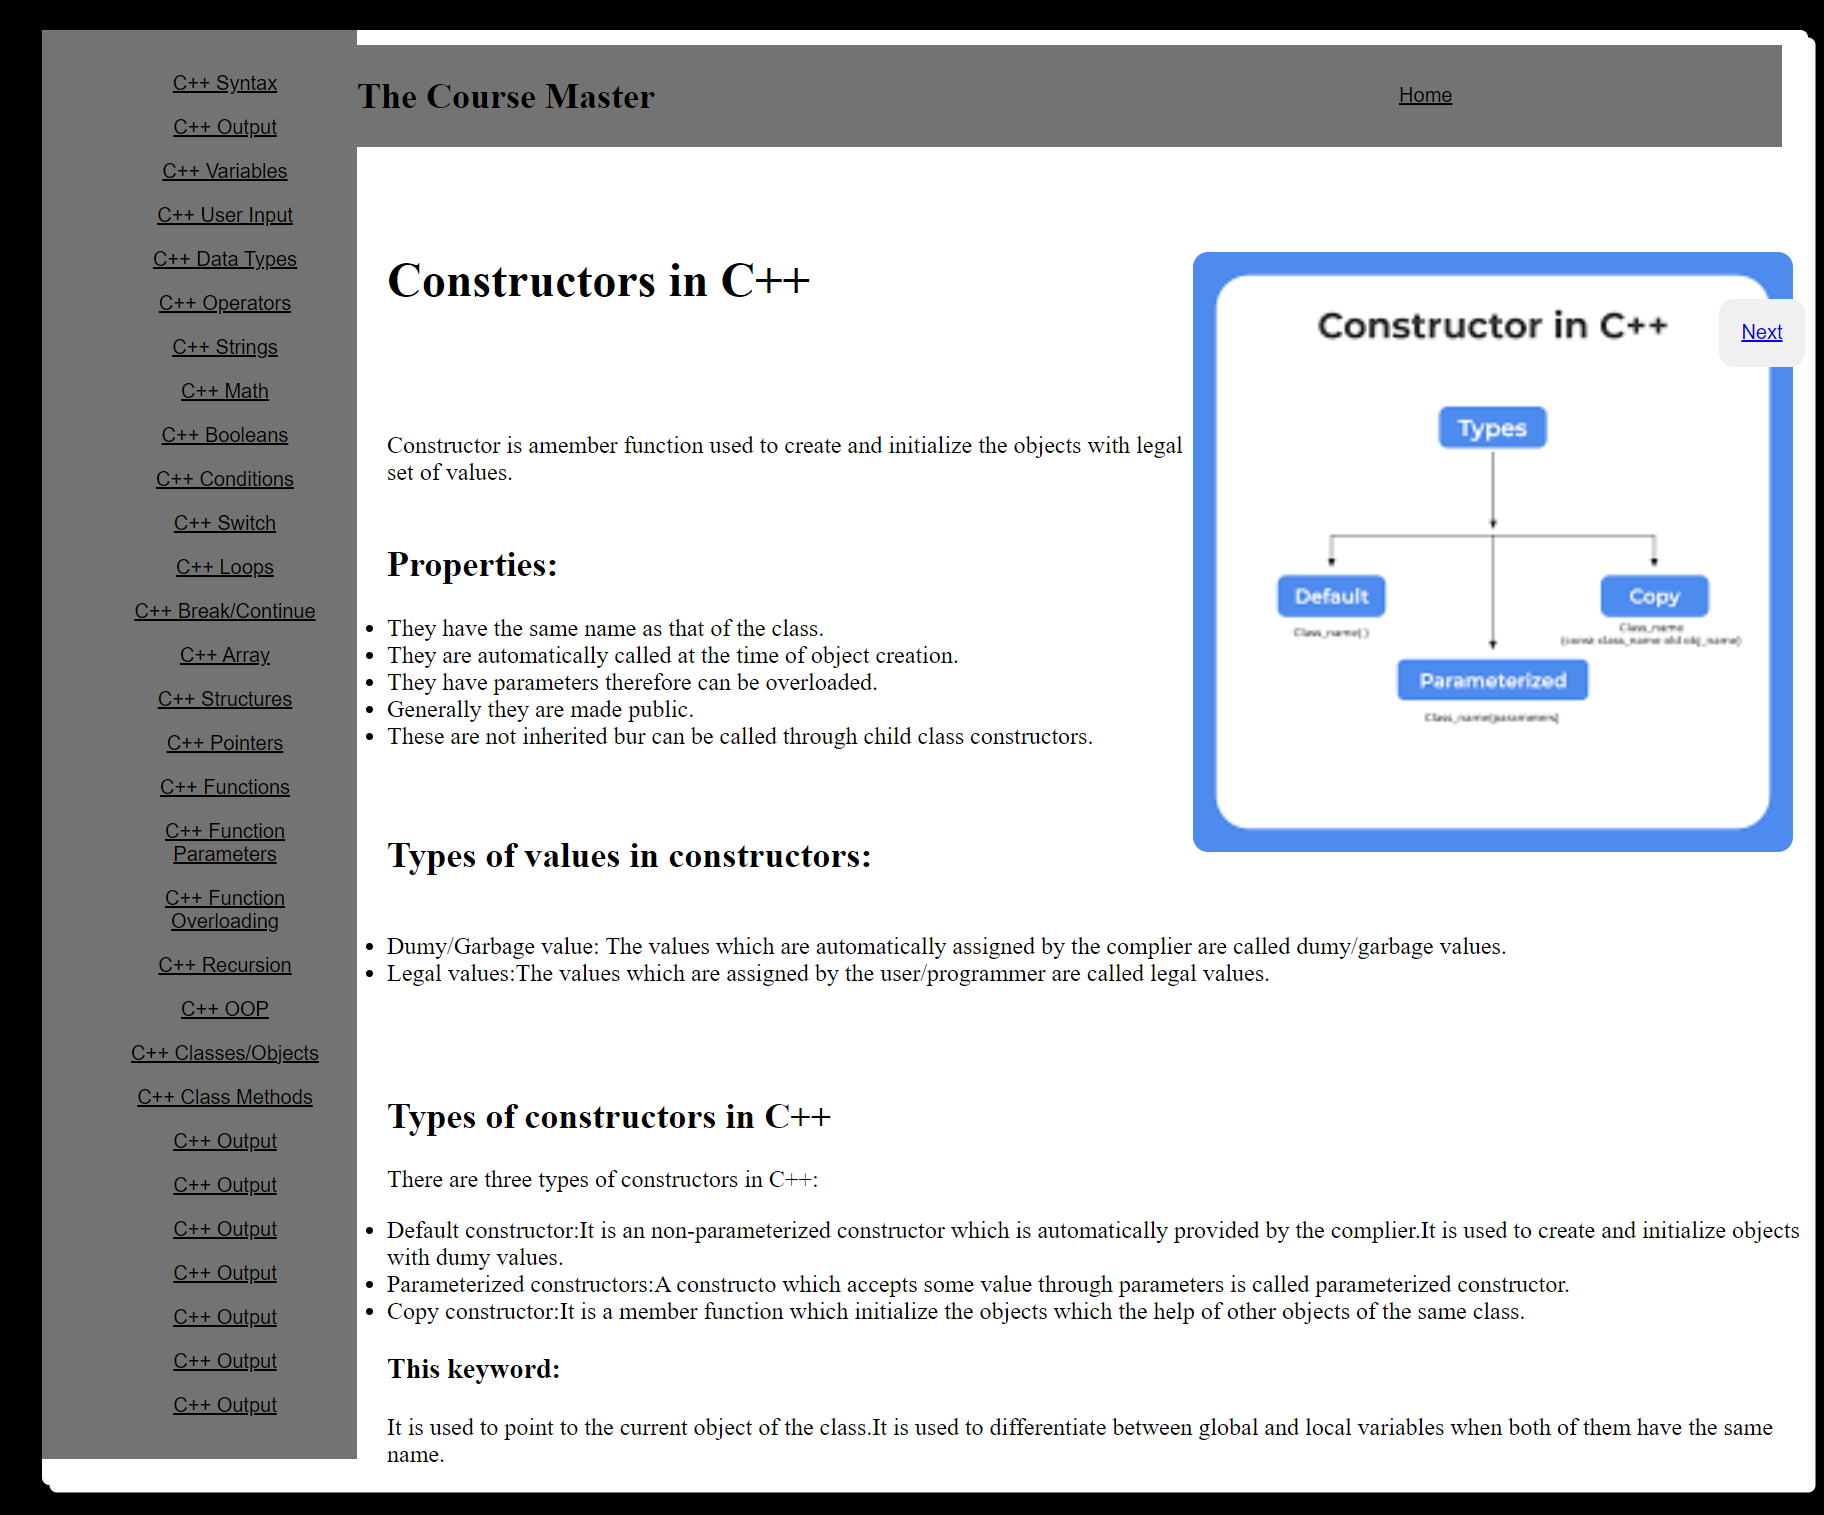 C++ Syntax
C++ Output
C++ Variables
C++ User Input
C++ Data Types
C++ Operators
C++ Strings
C++ Math
C++ Booleans
C++ Conditions
C++ Switch
C++ Loops
C++ Break/Continue
C++ Array
C++ Structures
C++ Pointers
C++ Functions
C++ Function
Parameters
C++ Function
Overloading
C++ Recursion
C++ OOP
C++ Classes/Objects
C++ Class Methods
C++ Output
C++ Output
C++ Output
C++ Output
C++ Output
C++ Output
C++ Output
The Course Master
Home
Constructors in C++
Constructor is amember function used to create and initialize the objects with legal
set of values.
Properties:
They have the same name as that of the class.
They are automatically called at the time of object creation.
They have parameters therefore can be overloaded.
Generally they are made public.
These are not inherited bur can be called through child class constructors.
Constructor in C++
Next
Types
Default
Copy
Class_name( )
Class_name
(const class_name old obj_name)
Parameterized
Class_name(parameters)
Types of values in constructors:
Dumy/Garbage value: The values which are automatically assigned by the complier are called dumy/garbage values.
Legal values:The values which are assigned by the user/programmer are called legal values.
Types of constructors in C++
There are three types of constructors in C++:
Default constructor:It is an non-parameterized constructor which is automatically provided by the complier.It is used to create and initialize objects
with dumy values.
Parameterized constructors:A constructo which accepts some value through parameters is called parameterized constructor.
Copy constructor:It is a member function which initialize the objects which the help of other objects of the same class.
This keyword:
It is used to point to the current object of the class.It is used to differentiate between global and local variables when both of them have the same
name.